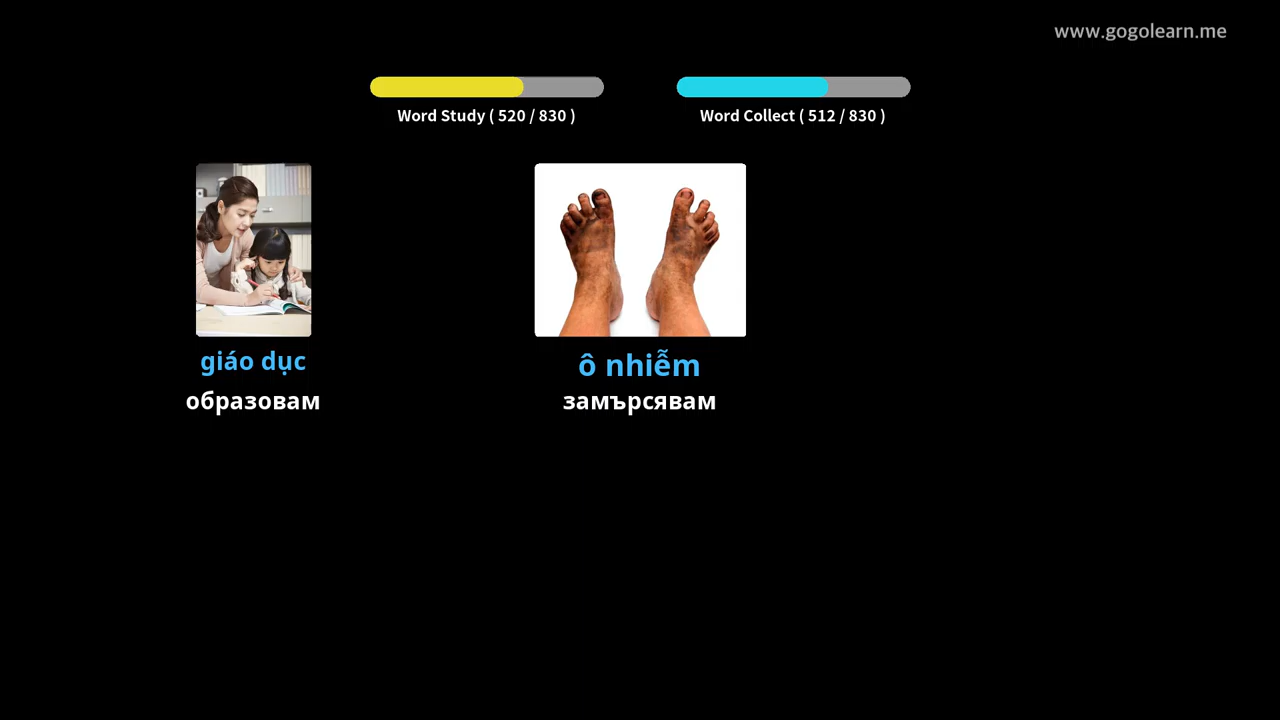 www.gogolearn.me
Word Study ( 520 / 830 )
Word Collect ( 512 / 830 )
giáo dục
образовам
ô nhiễm
замърсявам